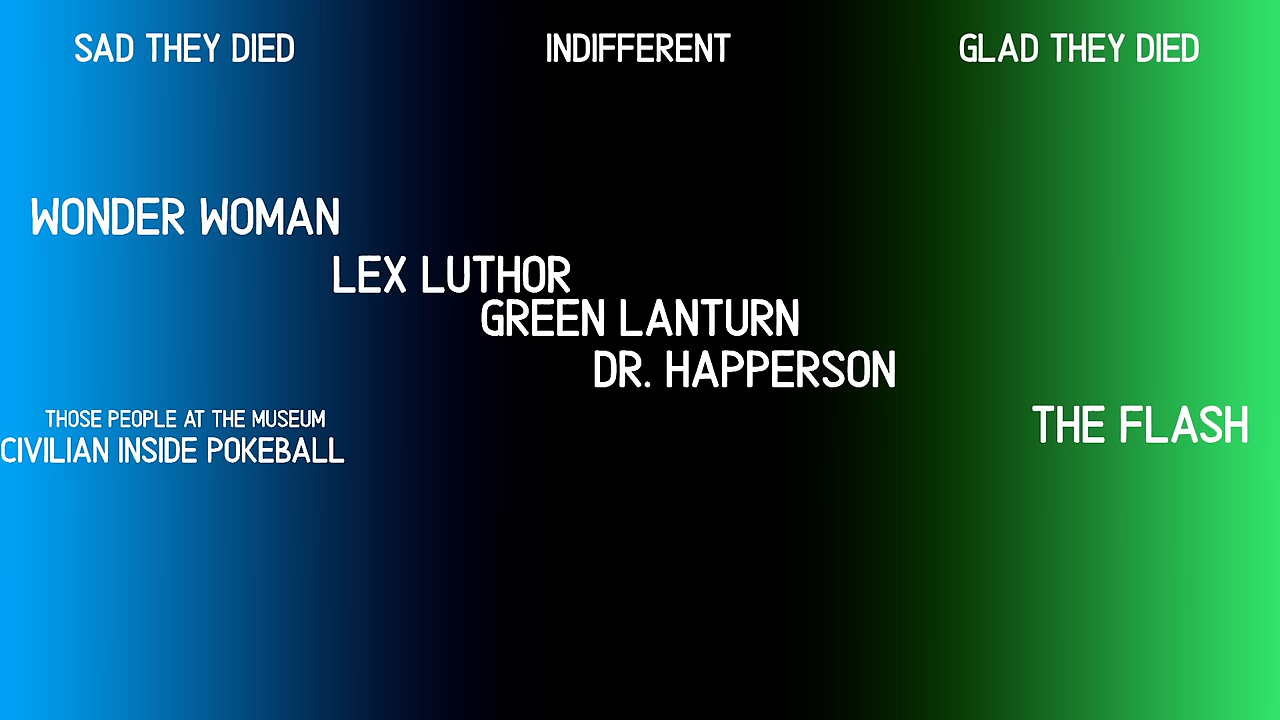 SAD THEY DIED
INDIFFERENT
GLAD THEY DIED
WONDER WOMAN
LEX LUTHOR
GREEN LANTURN
DR. HAPPERSON
THOSE PEOPLE AT THE MUSEUM
CIVILIAN INSIDE POKEBALL
THE FLASH